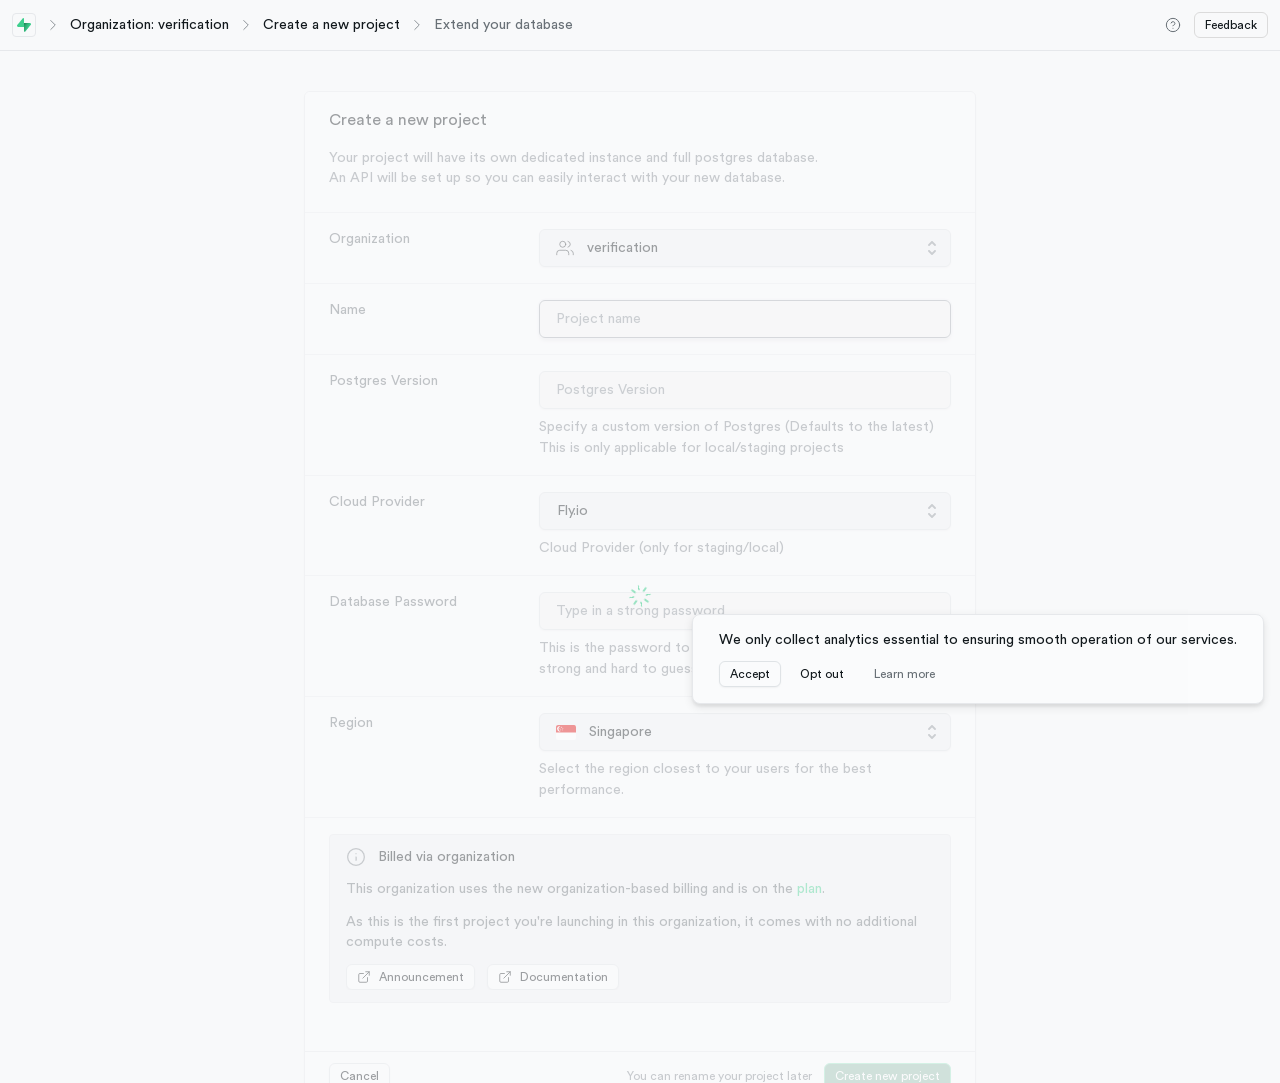 Organization: verification
Create a new project
Extend your database
Feedback
Create a new project
Your project will have its own dedicated instance and full postgres database.
An API will be set up so you can easily interact with your new database.
Organization
verification
Name
Project name
Postgres Version
Postgres Version
Specify a custom version of Postgres (Defaults to the latest)
This is only applicable for local/staging projects
Cloud Provider
Fly.io
Cloud Provider (only for staging/local)
Database Password
Type in a strong password
This is the password to
strong and hard to gues
We only collect analytics essential to ensuring smooth operation of our services.
Accept
Opt out
Learn more
Region
Singapore
Select the region closest to your users for the best
performance.
Billed via organization
This organization uses the new organization-based billing and is on the plan.
As this is the first project you're launching in this organization, it comes with no additional
compute costs.
Announcement
Documentation
Cancel
You can rename your project later
Create new project